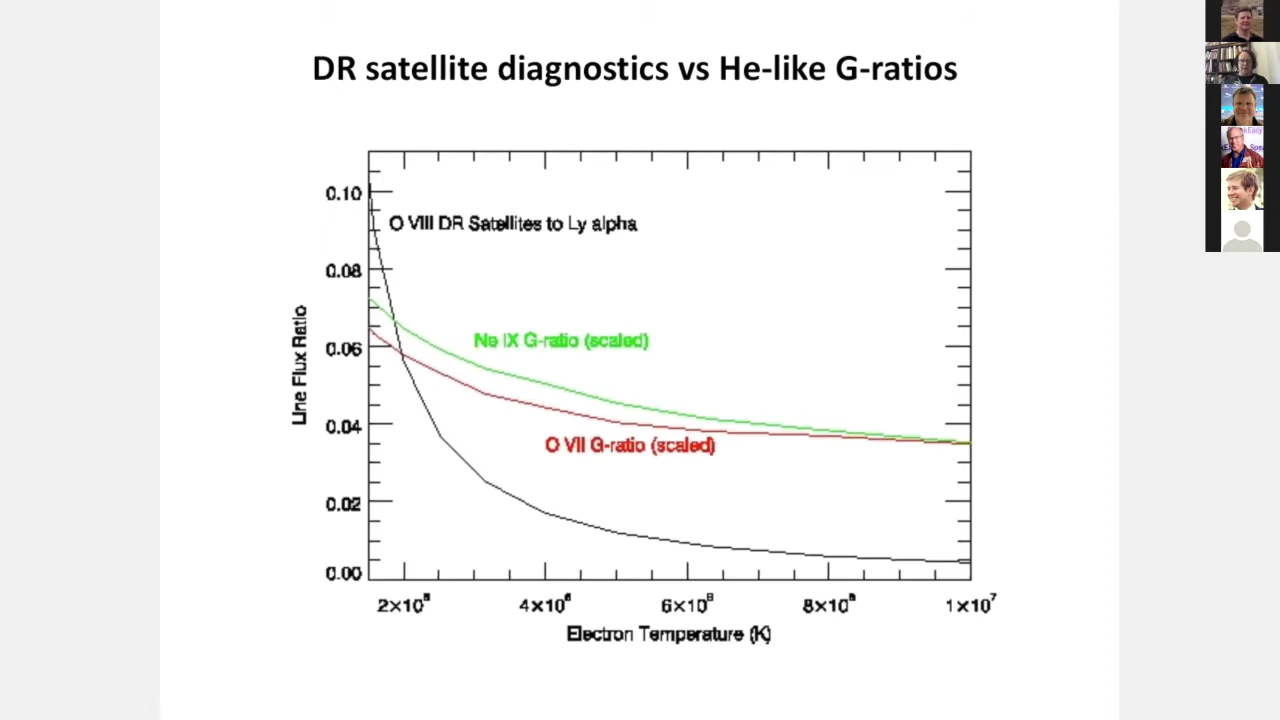 DR satellite diagnostics vs He-like G-ratios
0.10
O VIII DR Satellites to Ly alpha
0.08
Ne IX G-ratio (scaled)
0.06
Line Flux Ratio
0.04
O VII G-ratio (scaled)
0.02
0.00
2×10⁶ 4×10⁶ 6×10⁶ 8×10⁶ 1×10⁷
Electron Temperature (K)